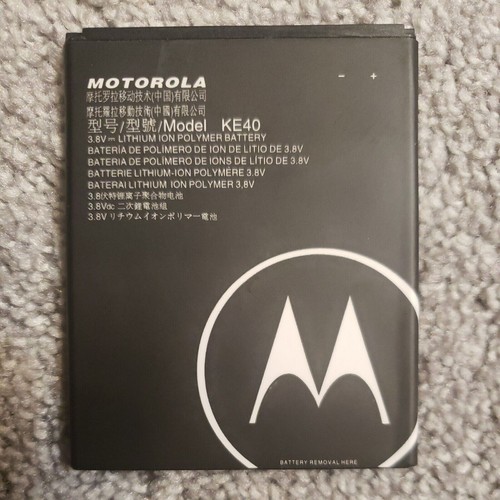 MOTOROLA
摩托罗拉移动技术(中国)有限公司
摩托羅拉移動技術(中國)有限公司
型号/型號/Model KE40
3.8V⎓ LITHIUM ION POLYMER BATTERY
BATERIA DE POLÍMERO DE ION DE LITIO DE 3.8V
BATERIA DE POLÍMERO DE IONS DE LÍTIO DE 3.8V
BATTERIE LITHIUM-ION POLYMÈRE 3.8 V
BATERAI LITHIUM ION POLYMER 3,8V
3.8伏特锂离子聚合物电池
3.8Vdc 二次鋰電池組
3.8V リチウムイオンポリマー電池
- +
BATTERY REMOVAL HERE